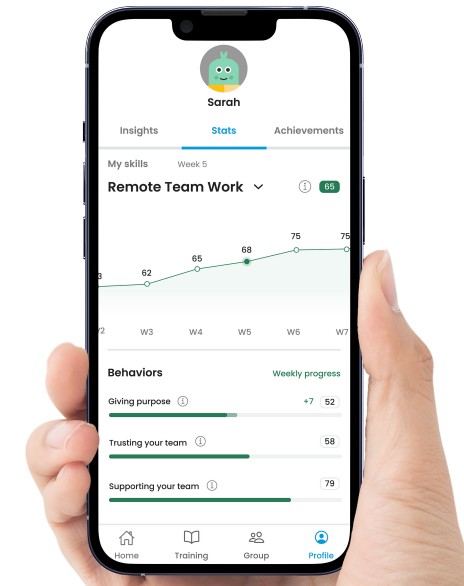 Sarah
Insights Stats Achievements
My skills Week 5
Remote Team Work 65
3 62 65 68 75 75
W3 W4 W5 W6 W7
Behaviors Weekly progress
Giving purpose +7 52
Trusting your team 58
Supporting your team 79
Home Training Group Profile